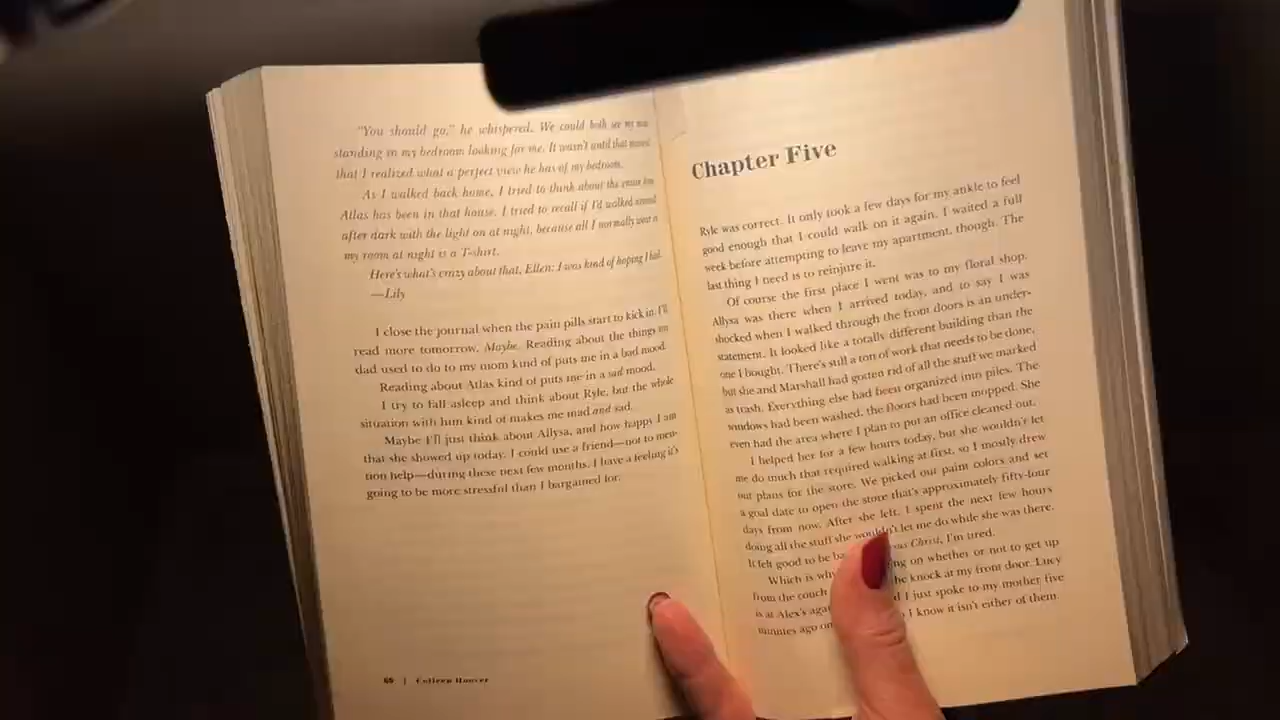 "You should go," he whispered. We could both see my mom
standing in my bedroom looking for me. It wasn't until that moment
that I realized what a perfect view he has of my bedroom.
As I walked back home, I tried to think about the entire time
Atlas has been in that house. I tried to recall if I'd walked around
after dark with the light on at night, because all I normally wear in
my room at night is a T-shirt.
Here's what's crazy about that, Ellen: I was kind of hoping I had.
—Lily
I close the journal when the pain pills start to kick in. I'll
read more tomorrow. Maybe. Reading about the things my
dad used to do to my mom kind of puts me in a bad mood.
Reading about Atlas kind of puts me in a sad mood.
I try to fall asleep and think about Ryle, but the whole
situation with him kind of makes me mad and sad.
Maybe I'll just think about Allysa, and how happy I am
that she showed up today. I could use a friend—not to men-
tion help—during these next few months. I have a feeling it's
going to be more stressful than I bargained for.
66 | Colleen Hoover
Chapter Five
Ryle was correct. It only took a few days for my ankle to feel
good enough that I could walk on it again. I waited a full
week before attempting to leave my apartment, though. The
last thing I need is to reinjure it.
Of course the first place I went was to my floral shop.
Allysa was there when I arrived today, and to say I was
shocked when I walked through the front doors is an under-
statement. It looked like a totally different building than the
one I bought. There's still a ton of work that needs to be done,
but she and Marshall had gotten rid of all the stuff we marked
as trash. Everything else had been organized into piles. The
windows had been washed, the floors had been mopped. She
even had the area where I plan to put an office cleaned out.
I helped her for a few hours today, but she wouldn't let
me do much that required walking at first, so I mostly drew
out plans for the store. We picked our paint colors and set
a goal date to open the store that's approximately fifty-four
days from now. After she left, I spent the next few hours
doing all the stuff she wouldn't let me do while she was there.
It felt good to be Christ, I'm tired.
Which is why on whether or not to get up
from the couch knock at my front door. Lucy
is at Alex's I just spoke to my mother five
minutes ago I know it isn't either of them.